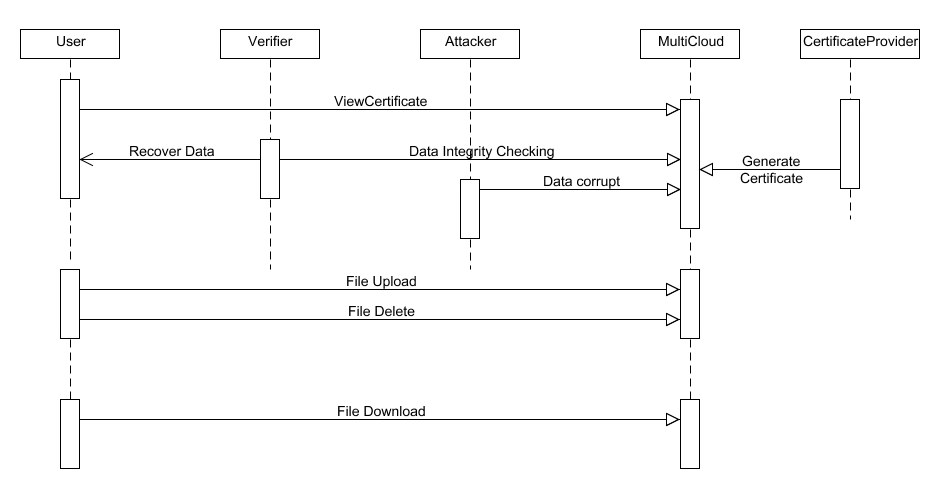 User
Verifier
Attacker
MultiCloud
CertificateProvider
ViewCertificate
Recover Data
Data Integrity Checking
Generate
Certificate
Data corrupt
File Upload
File Delete
File Download